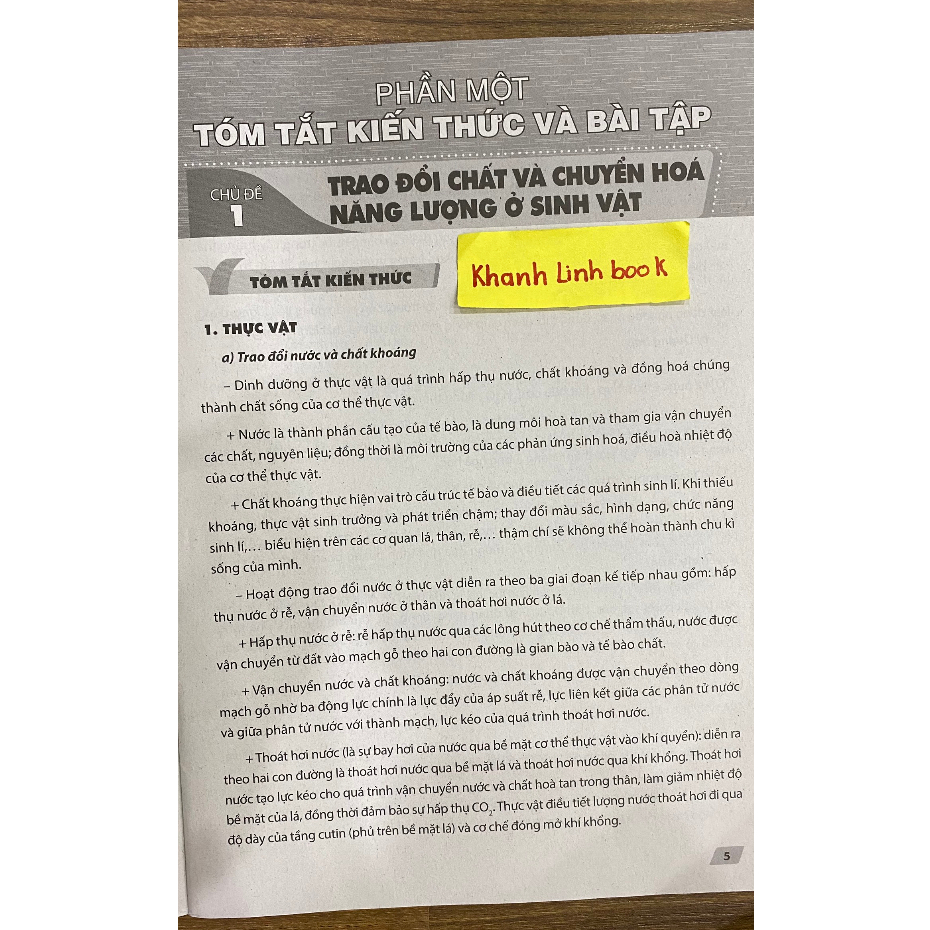 PHẦN MỘT
TÓM TẮT KIẾN THỨC VÀ BÀI TẬP
CHỦ ĐỀ
1
TRAO ĐỔI CHẤT VÀ CHUYỂN HOÁ
NĂNG LƯỢNG Ở SINH VẬT
TÓM TẮT KIẾN THỨC
Khanh Linh book
1. THỰC VẬT
a) Trao đổi nước và chất khoáng
– Dinh dưỡng ở thực vật là quá trình hấp thụ nước, chất khoáng và đồng hoá chúng
thành chất sống của cơ thể thực vật.
+ Nước là thành phần cấu tạo của tế bào, là dung môi hoà tan và tham gia vận chuyển
các chất, nguyên liệu; đồng thời là môi trường của các phản ứng sinh hoá, điều hoà nhiệt độ
của cơ thể thực vật.
+ Chất khoáng thực hiện vai trò cấu trúc tế bào và điều tiết các quá trình sinh lí. Khi thiếu
khoáng, thực vật sinh trưởng và phát triển chậm; thay đổi màu sắc, hình dạng, chức năng
sinh lí,... biểu hiện trên các cơ quan lá, thân, rễ,... thậm chí sẽ không thể hoàn thành chu kì
sống của mình.
– Hoạt động trao đổi nước ở thực vật diễn ra theo ba giai đoạn kế tiếp nhau gồm: hấp
thụ nước ở rễ, vận chuyển nước ở thân và thoát hơi nước ở lá.
+ Hấp thụ nước ở rễ: rễ hấp thụ nước qua các lông hút theo cơ chế thẩm thấu, nước được
vận chuyển từ đất vào mạch gỗ theo hai con đường là gian bào và tế bào chất.
+ Vận chuyển nước và chất khoáng: nước và chất khoáng được vận chuyển theo dòng
mạch gỗ nhờ ba động lực chính là lực đẩy của áp suất rễ, lực liên kết giữa các phân tử nước
và giữa phân tử nước với thành mạch, lực kéo của quá trình thoát hơi nước.
+ Thoát hơi nước (là sự bay hơi của nước qua bề mặt cơ thể thực vật vào khí quyển): diễn ra
theo hai con đường là thoát hơi nước qua bề mặt lá và thoát hơi nước qua khí khổng. Thoát hơi
nước tạo lực kéo cho quá trình vận chuyển nước và chất hoà tan trong thân, làm giảm nhiệt độ
bề mặt của lá, đồng thời đảm bảo sự hấp thụ CO₂. Thực vật điều tiết lượng nước thoát hơi đi qua
độ dày của tầng cutin (phủ trên bề mặt lá) và cơ chế đóng mở khí khổng.
5